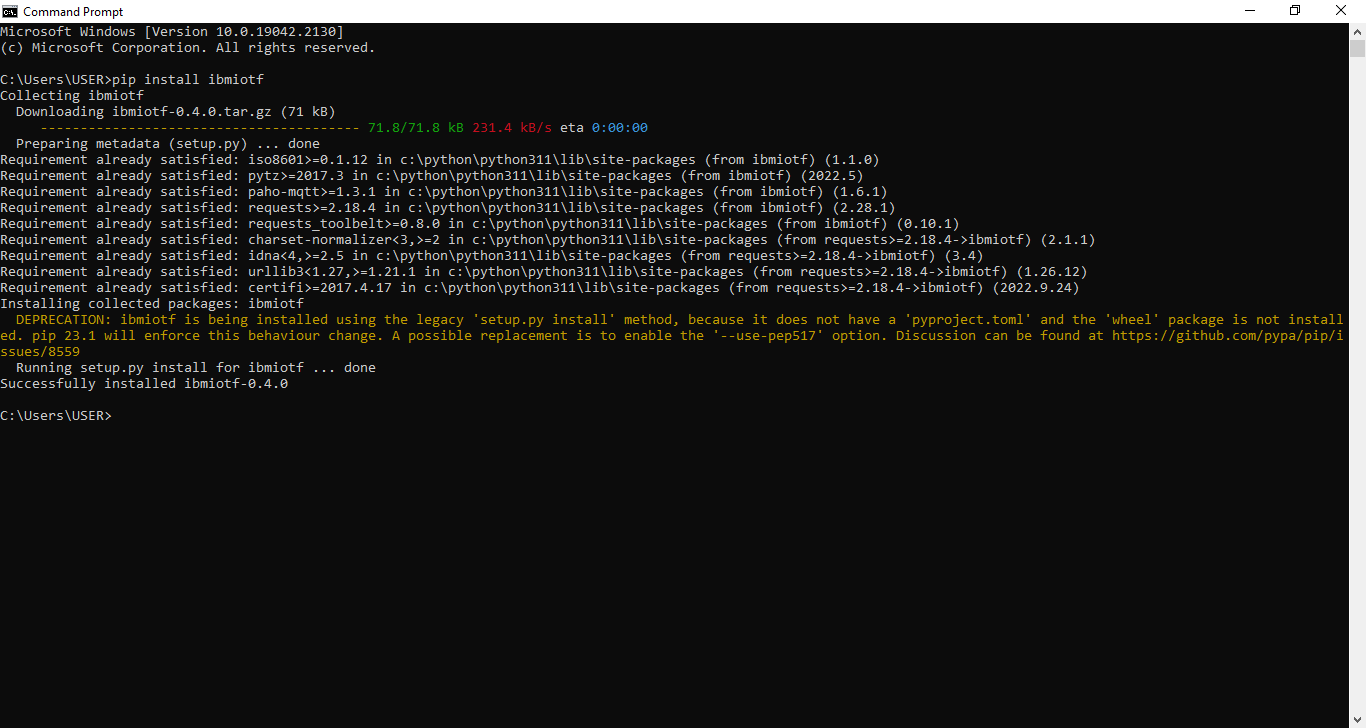 Command Prompt
Microsoft Windows [Version 10.0.19042.2130]
(c) Microsoft Corporation. All rights reserved.
C:\Users\USER>pip install ibmiotf
Collecting ibmiotf
  Downloading ibmiotf-0.4.0.tar.gz (71 kB)
     ---------------------------------------- 71.8/71.8 kB 231.4 kB/s eta 0:00:00
  Preparing metadata (setup.py) ... done
Requirement already satisfied: iso8601>=0.1.12 in c:\python\python311\lib\site-packages (from ibmiotf) (1.1.0)
Requirement already satisfied: pytz>=2017.3 in c:\python\python311\lib\site-packages (from ibmiotf) (2022.5)
Requirement already satisfied: paho-mqtt>=1.3.1 in c:\python\python311\lib\site-packages (from ibmiotf) (1.6.1)
Requirement already satisfied: requests>=2.18.4 in c:\python\python311\lib\site-packages (from ibmiotf) (2.28.1)
Requirement already satisfied: requests_toolbelt>=0.8.0 in c:\python\python311\lib\site-packages (from ibmiotf) (0.10.1)
Requirement already satisfied: charset-normalizer<3,>=2 in c:\python\python311\lib\site-packages (from requests>=2.18.4->ibmiotf) (2.1.1)
Requirement already satisfied: idna<4,>=2.5 in c:\python\python311\lib\site-packages (from requests>=2.18.4->ibmiotf) (3.4)
Requirement already satisfied: urllib3<1.27,>=1.21.1 in c:\python\python311\lib\site-packages (from requests>=2.18.4->ibmiotf) (1.26.12)
Requirement already satisfied: certifi>=2017.4.17 in c:\python\python311\lib\site-packages (from requests>=2.18.4->ibmiotf) (2022.9.24)
Installing collected packages: ibmiotf
  DEPRECATION: ibmiotf is being installed using the legacy 'setup.py install' method, because it does not have a 'pyproject.toml' and the 'wheel' package is not install
ed. pip 23.1 will enforce this behaviour change. A possible replacement is to enable the '--use-pep517' option. Discussion can be found at https://github.com/pypa/pip/i
ssues/8559
  Running setup.py install for ibmiotf ... done
Successfully installed ibmiotf-0.4.0
C:\Users\USER>